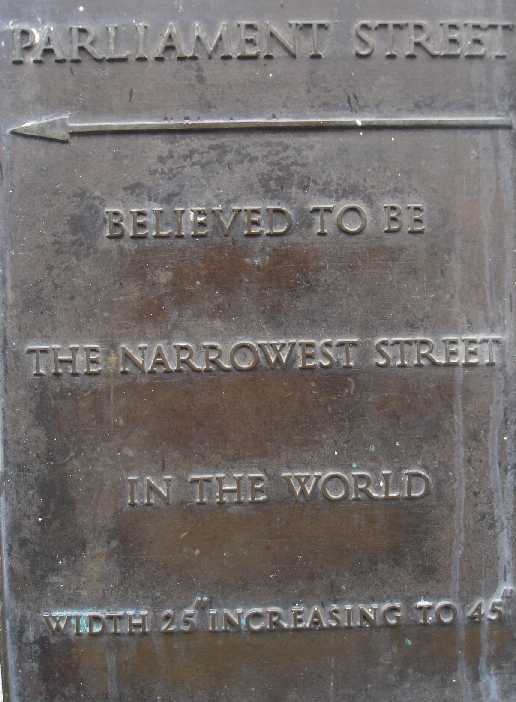 PARLIAMENT STREET
BELIEVED TO BE
THE NARROWEST STREET
IN THE WORLD
WIDTH 25" INCREASING TO 45"